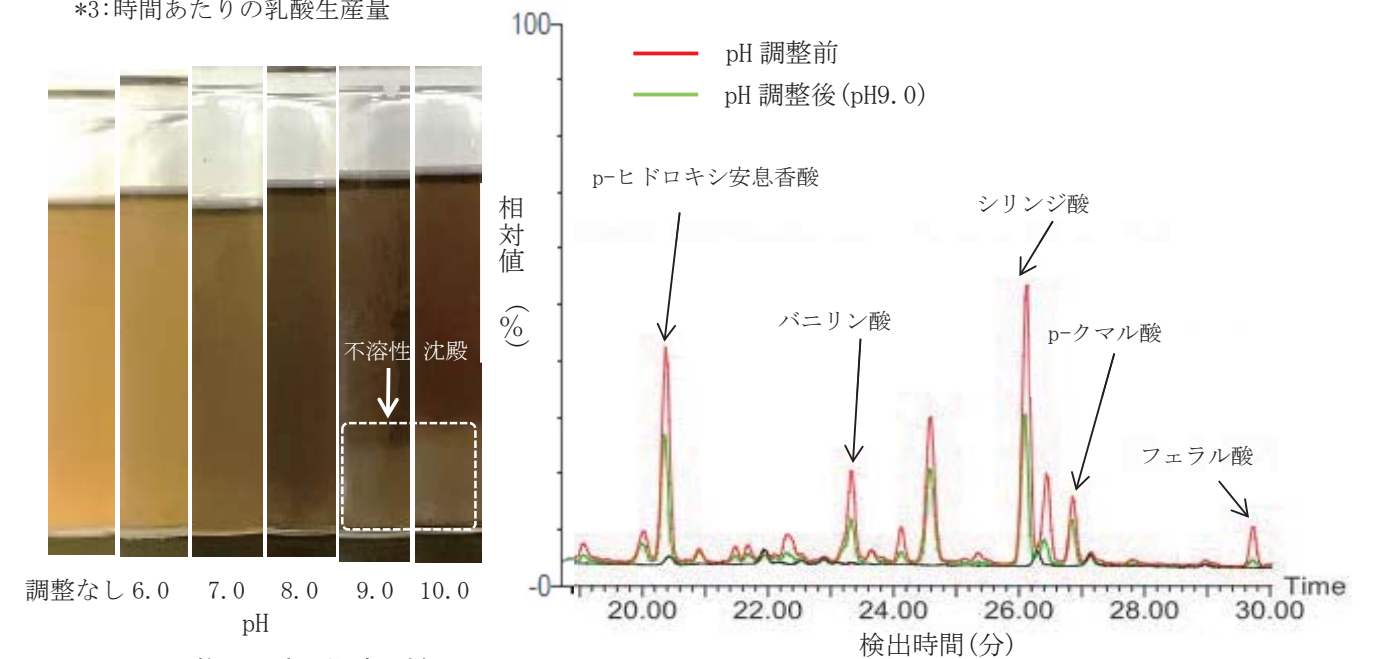 *3:時間あたりの乳酸生産量
不溶性 沈殿
調整なし 6.0 7.0 8.0 9.0 10.0
pH
100
pH 調整前
pH 調整後(pH9.0)
p-ヒドロキシ安息香酸
シリンジ酸
バニリン酸
p-クマル酸
フェラル酸
相対値(%)
-0
Time
20.00 22.00 24.00 26.00 28.00 30.00
検出時間(分)